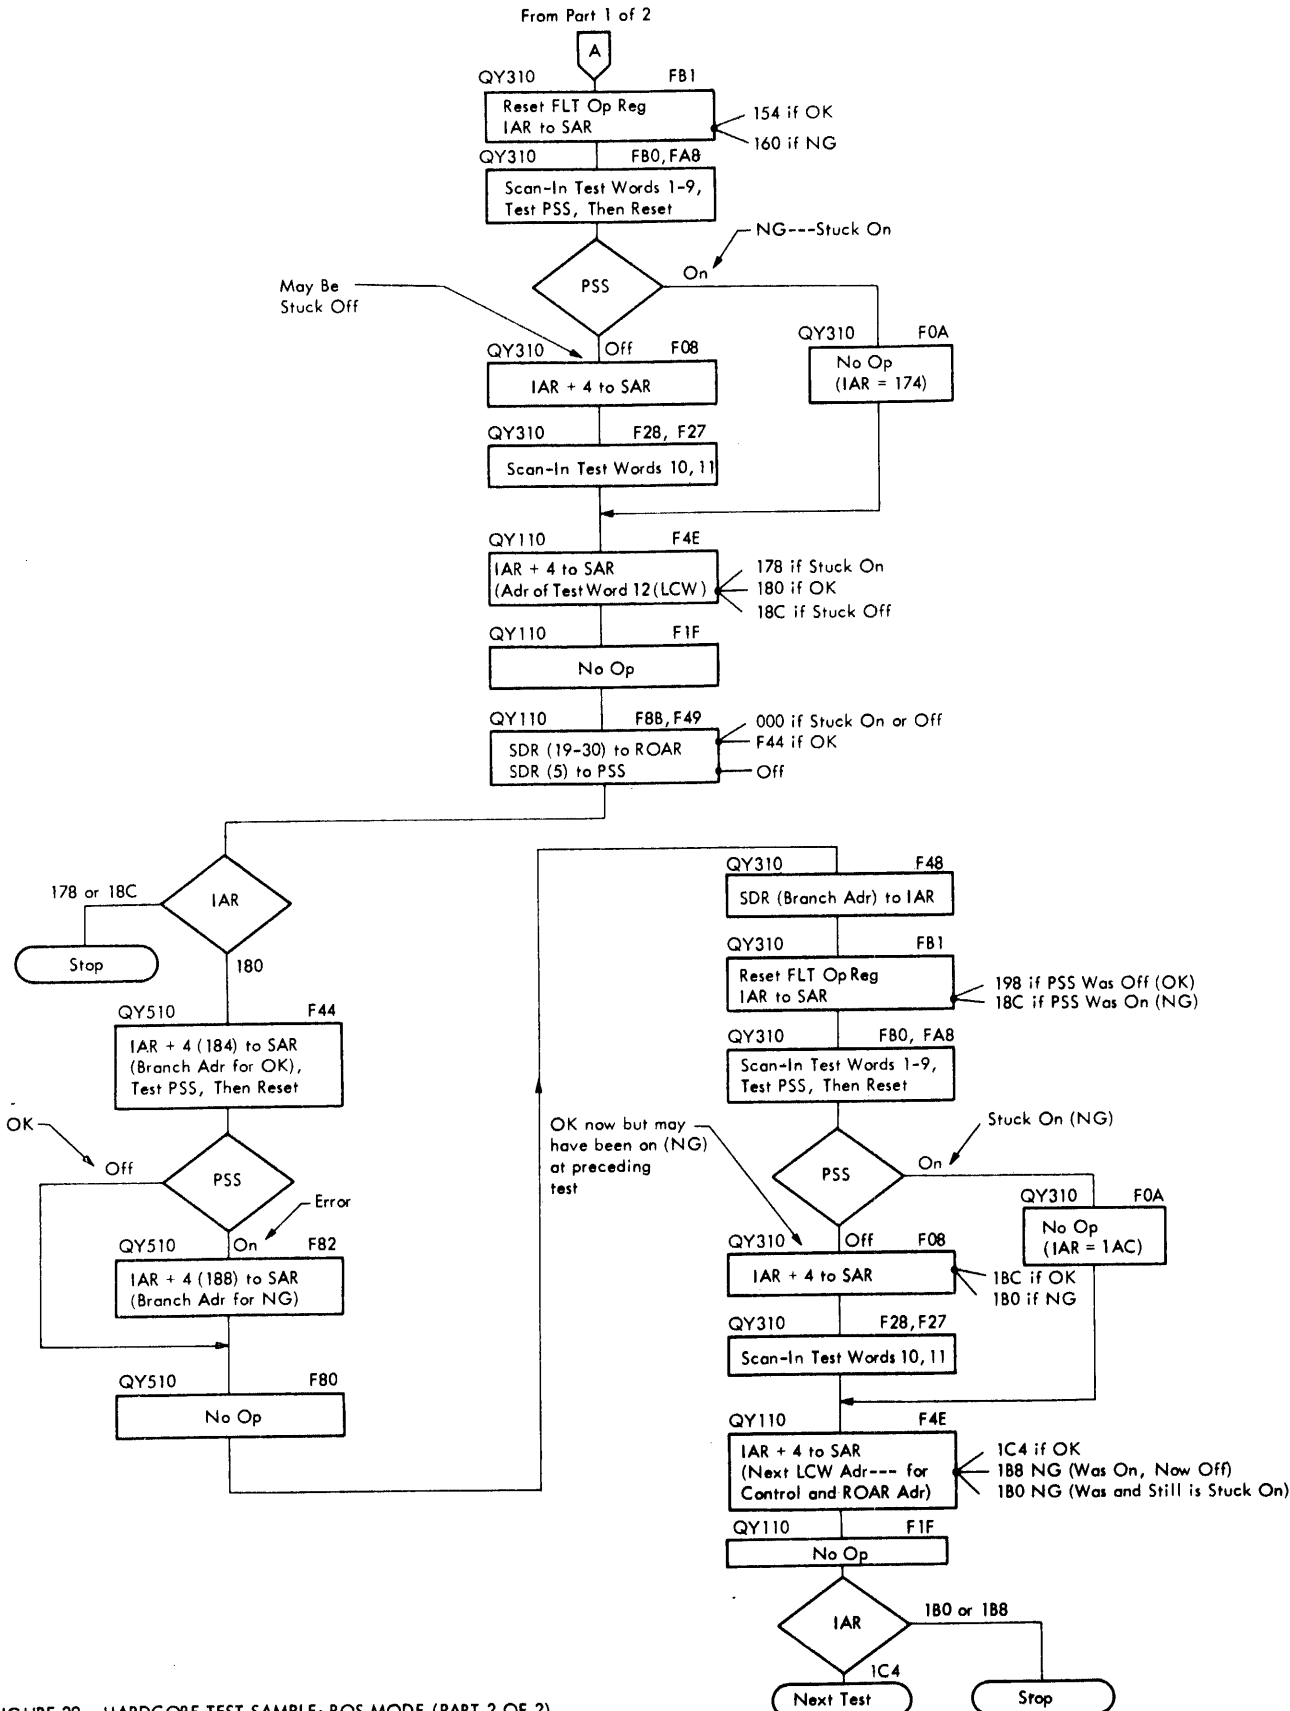 From Part 1 of 2
A
QY310 FB1
Reset FLT Op Reg
IAR to SAR
154 if OK
160 if NG
QY310 FB0, FA8
Scan-In Test Words 1-9,
Test PSS, Then Reset
NG---Stuck On
PSS
On
May Be
Stuck Off
QY310 F0A
No Op
(IAR = 174)
QY310 Off F08
IAR + 4 to SAR
QY310 F28, F27
Scan-In Test Words 10, 11
QY110 F4E
IAR + 4 to SAR
(Adr of Test Word 12 (LCW)
178 if Stuck On
180 if OK
18C if Stuck Off
QY110 F1F
No Op
QY110 F8B, F49
SDR (19-30) to ROAR
SDR (5) to PSS
000 if Stuck On or Off
F44 if OK
Off
178 or 18C
IAR
Stop
180
QY510 F44
IAR + 4 (184) to SAR
(Branch Adr for OK),
Test PSS, Then Reset
OK
Off
PSS
Error
QY510 On F82
IAR + 4 (188) to SAR
(Branch Adr for NG)
QY510 F80
No Op
QY310 F48
SDR (Branch Adr) to IAR
QY310 FB1
Reset FLT Op Reg
IAR to SAR
198 if PSS Was Off (OK)
18C if PSS Was On (NG)
QY310 FB0, FA8
Scan-In Test Words 1-9,
Test PSS, Then Reset
OK now but may
have been on (NG)
at preceding
test
Stuck On (NG)
PSS
On
QY310 F0A
No Op
(IAR = 1AC)
QY310 Off F08
IAR + 4 to SAR
1BC if OK
1B0 if NG
QY310 F28, F27
Scan-In Test Words 10, 11
QY110 F4E
IAR + 4 to SAR
(Next LCW Adr--- for
Control and ROAR Adr)
1C4 if OK
1B8 NG (Was On, Now Off)
1B0 NG (Was and Still is Stuck On)
QY110 F1F
No Op
IAR
1B0 or 1B8
1C4
Next Test
Stop
HARDCORE TEST SAMPLE; ROS MODE (PART 2 OF 2)